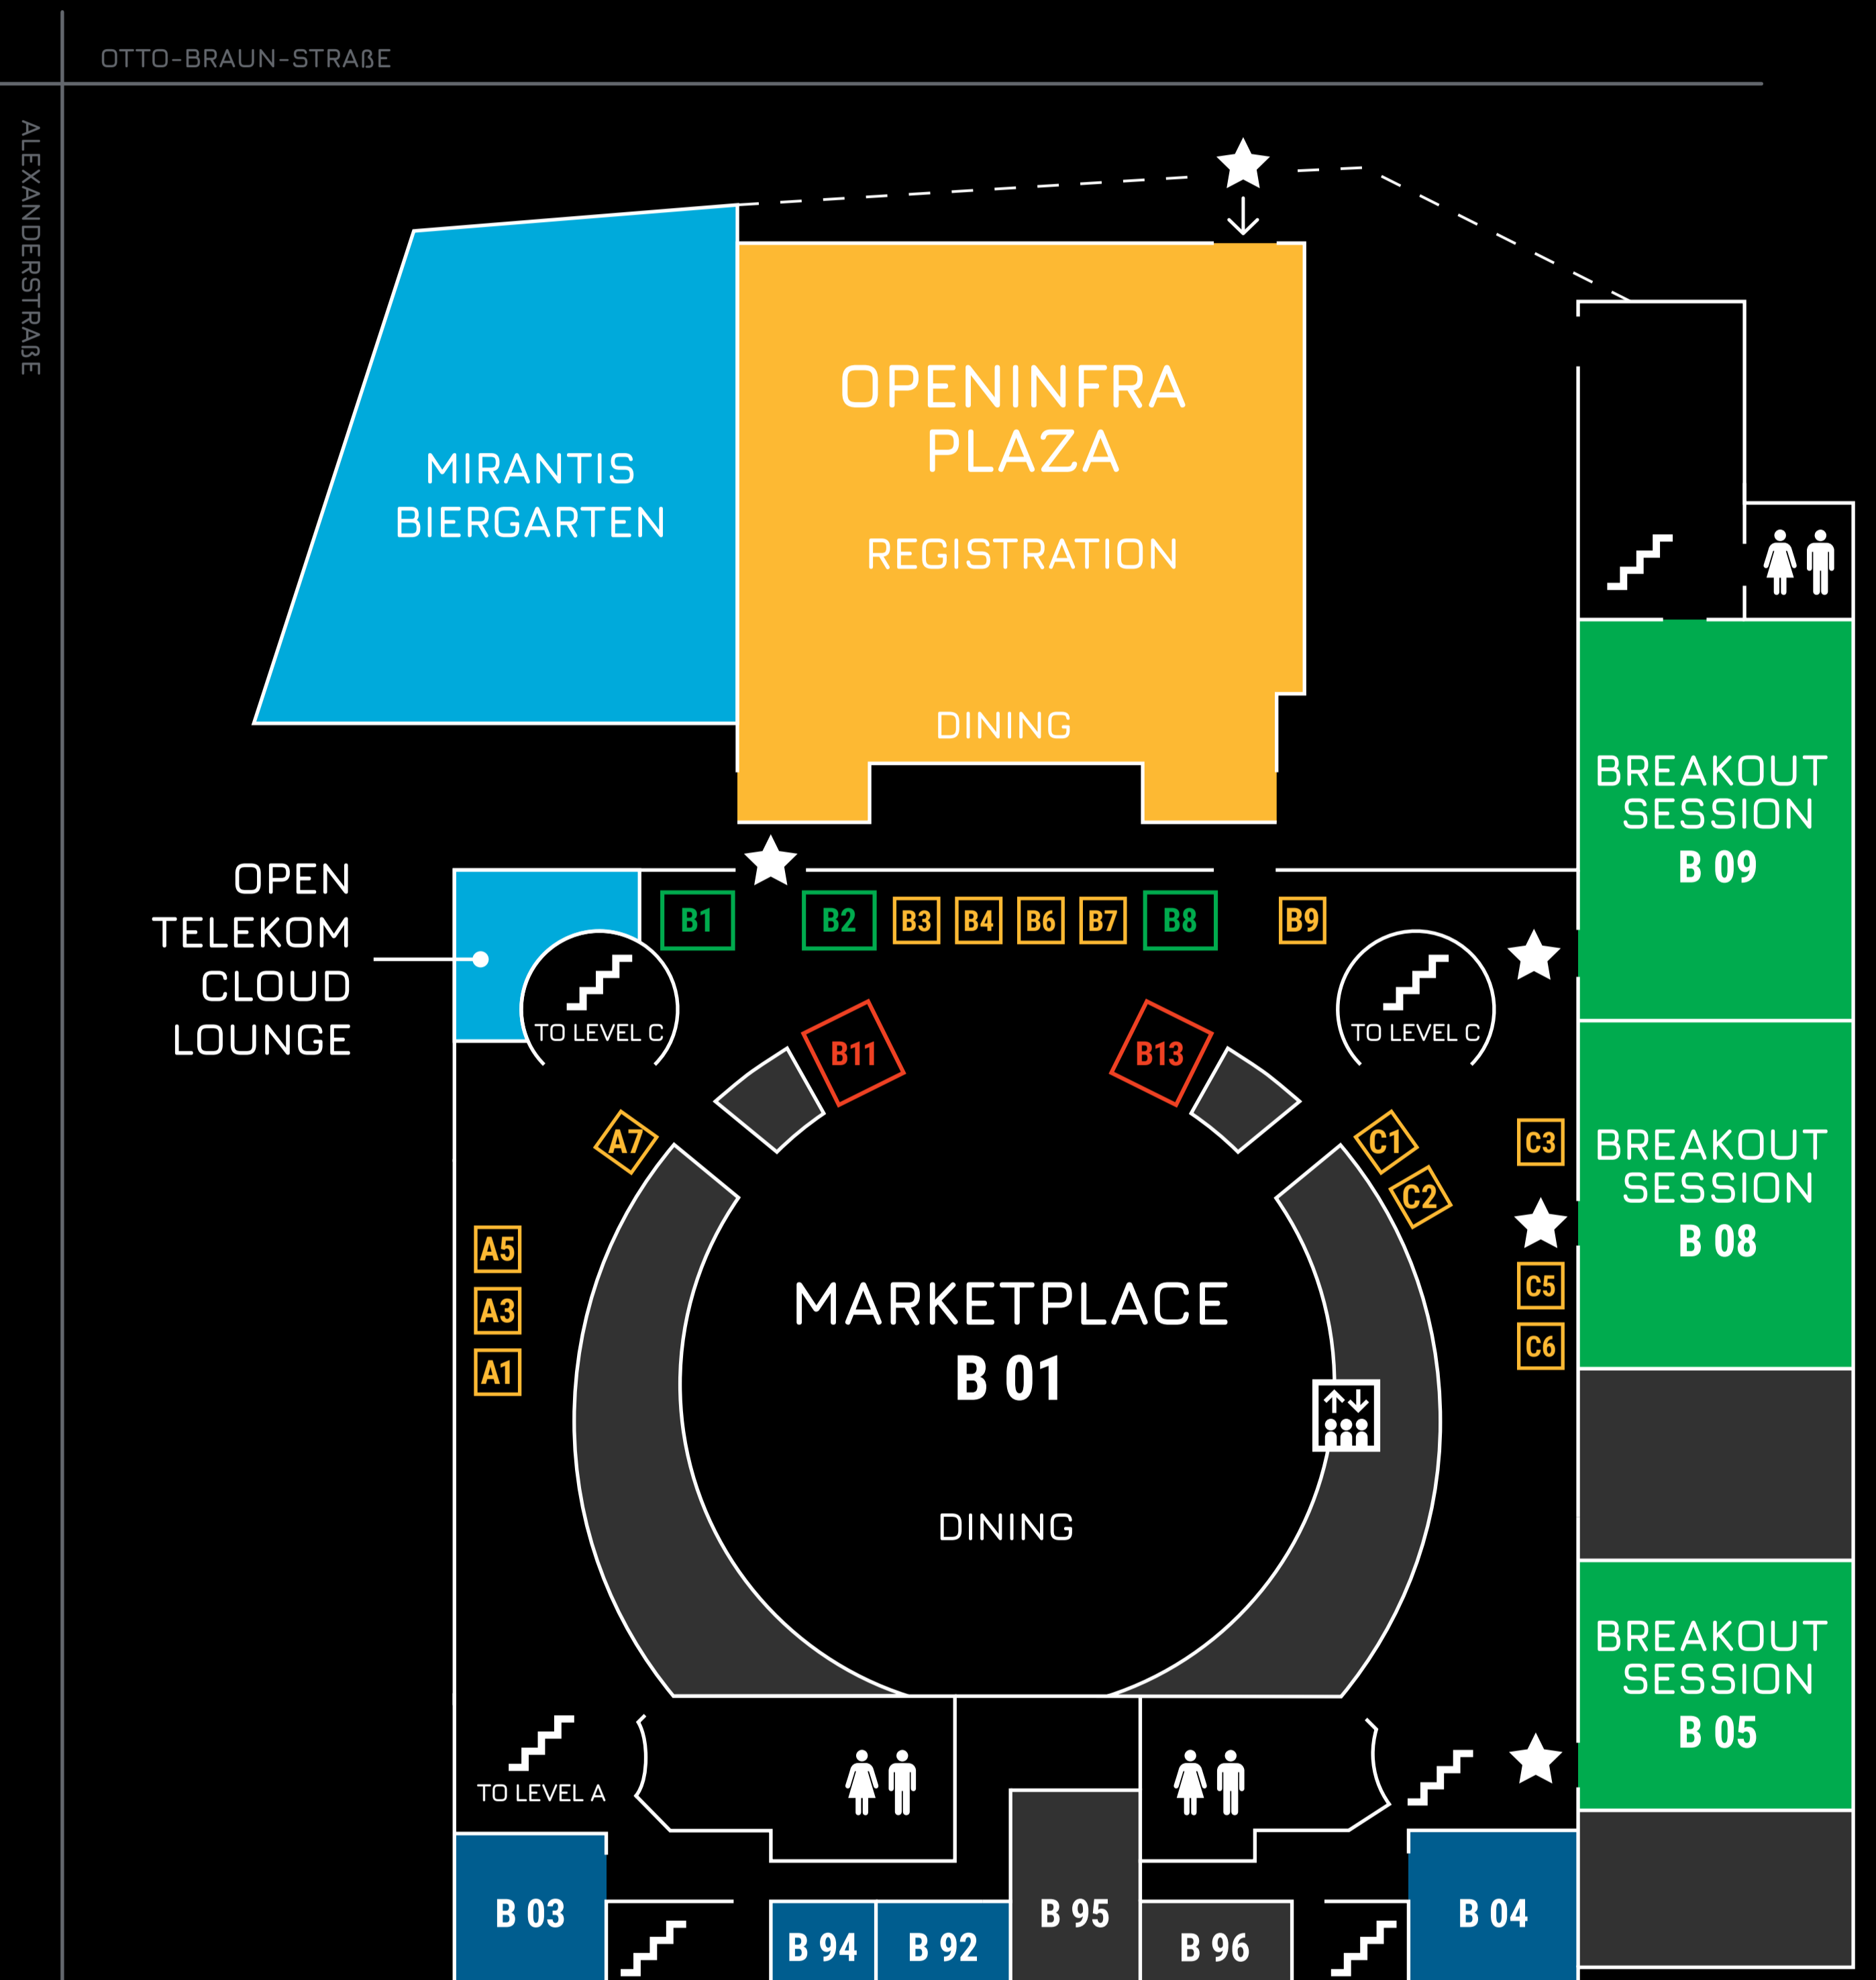 OTTO-BRAUN-STRAßE
ALEXANDERSTRAßE
MIRANTIS
BIERGARTEN
OPENINFRA
PLAZA
REGISTRATION
DINING
BREAKOUT
SESSION
B 09
OPEN
TELEKOM
CLOUD
LOUNGE
B1
B2
B3
B4
B6
B7
B8
B9
TO LEVEL C
TO LEVEL C
B11
B13
A7
C1
C2
C3
BREAKOUT
SESSION
B 08
A5
A3
A1
C5
C6
MARKETPLACE
B 01
DINING
BREAKOUT
SESSION
B 05
TO LEVEL A
B 03
B 94
B 92
B 95
B 96
B 04